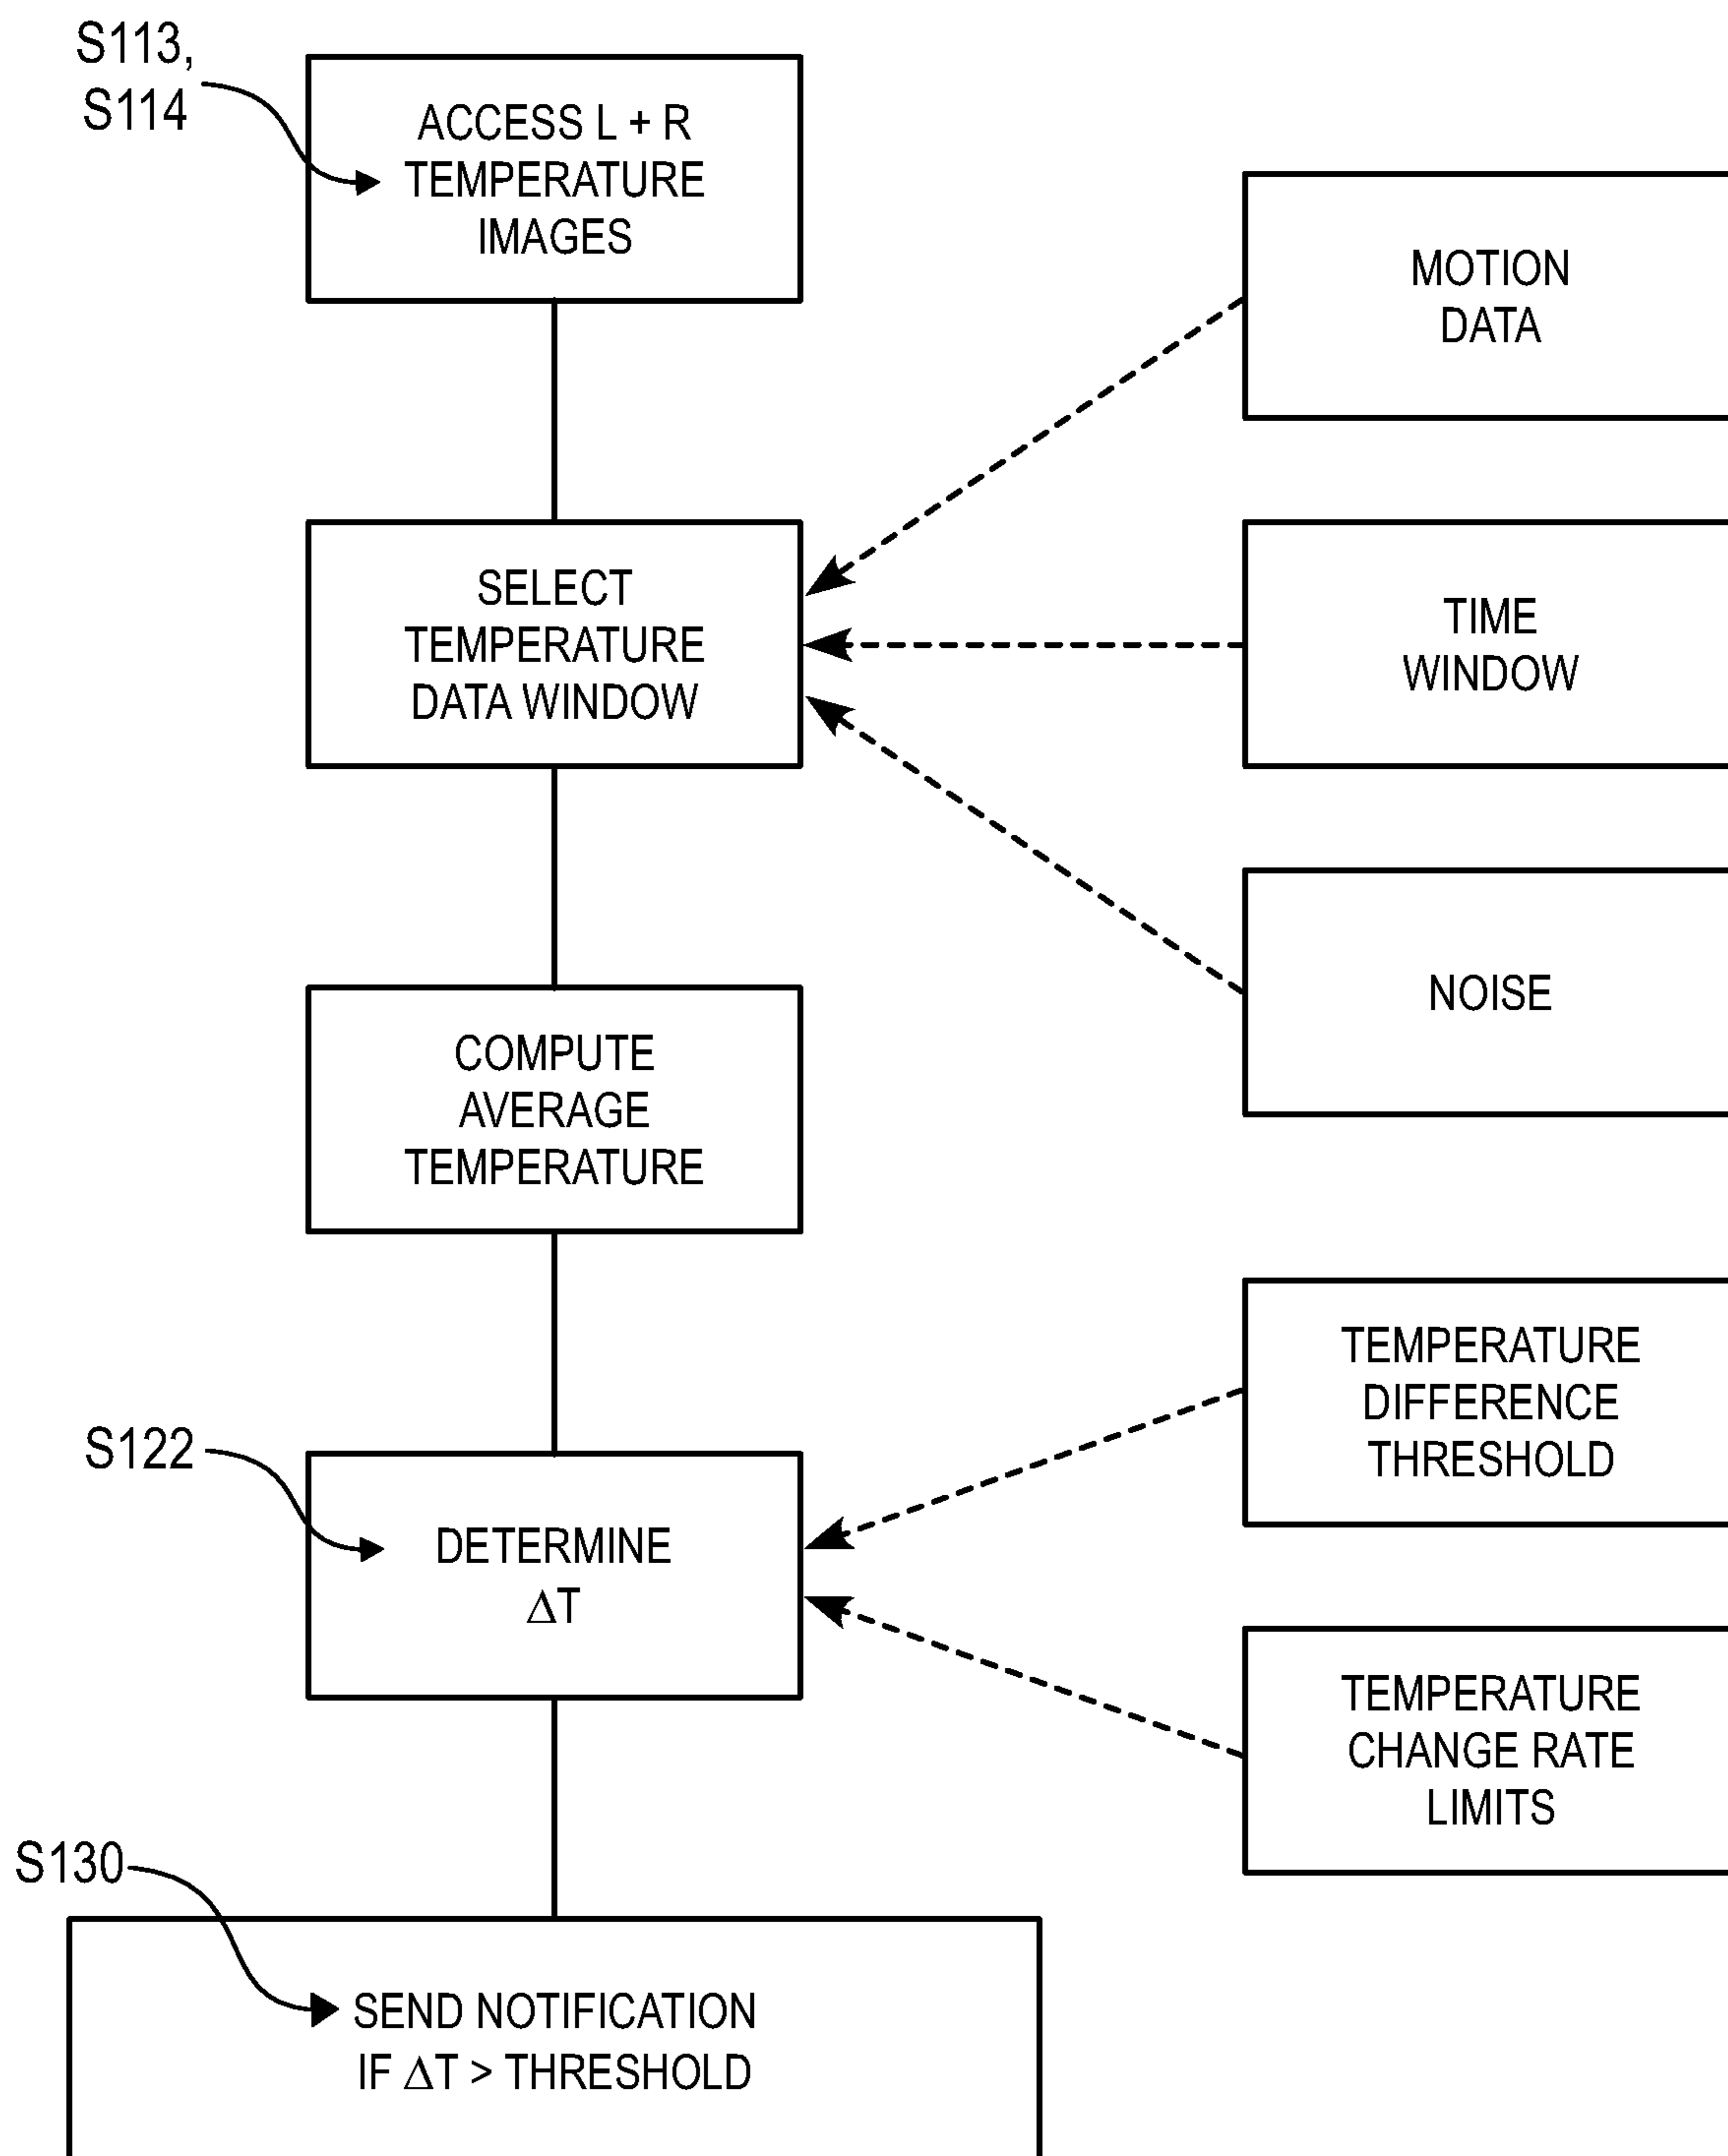 S113,
S114
ACCESS L + R
TEMPERATURE
IMAGES
MOTION
DATA
SELECT
TEMPERATURE
DATA WINDOW
TIME
WINDOW
NOISE
COMPUTE
AVERAGE
TEMPERATURE
TEMPERATURE
DIFFERENCE
THRESHOLD
S122
DETERMINE
ΔT
TEMPERATURE
CHANGE RATE
LIMITS
S130
SEND NOTIFICATION
IF ΔT > THRESHOLD